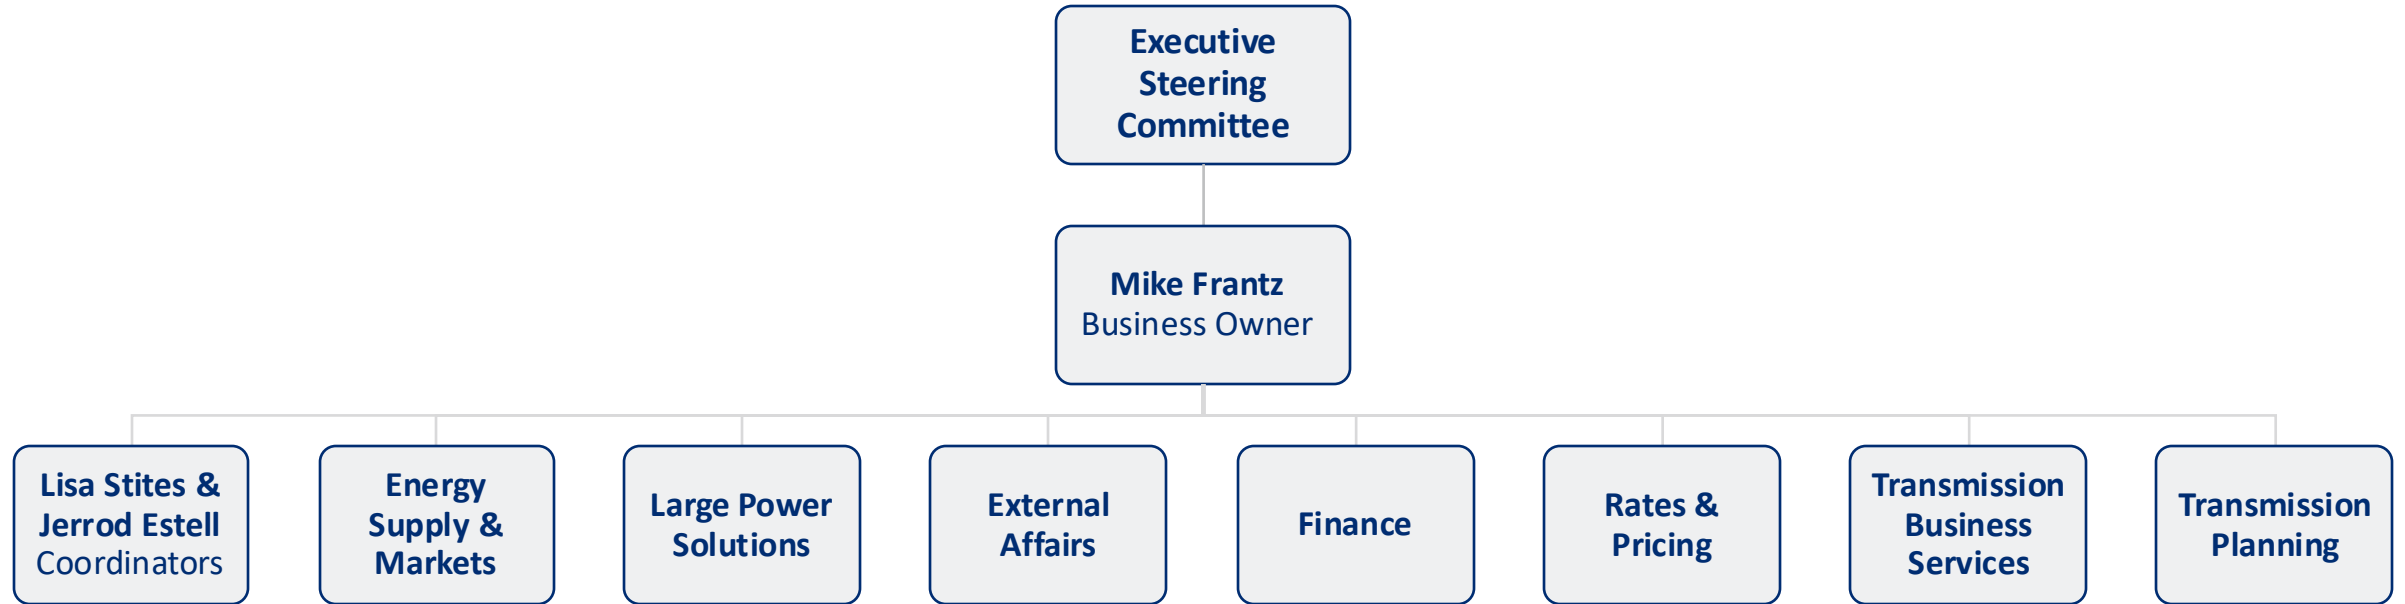 Executive
Steering
Committee
Mike Frantz
Business Owner
Lisa Stites &
Jerrod Estell
Coordinators
Energy
Supply &
Markets
Large Power
Solutions
External
Affairs
Finance
Rates &
Pricing
Transmission
Business
Services
Transmission
Planning